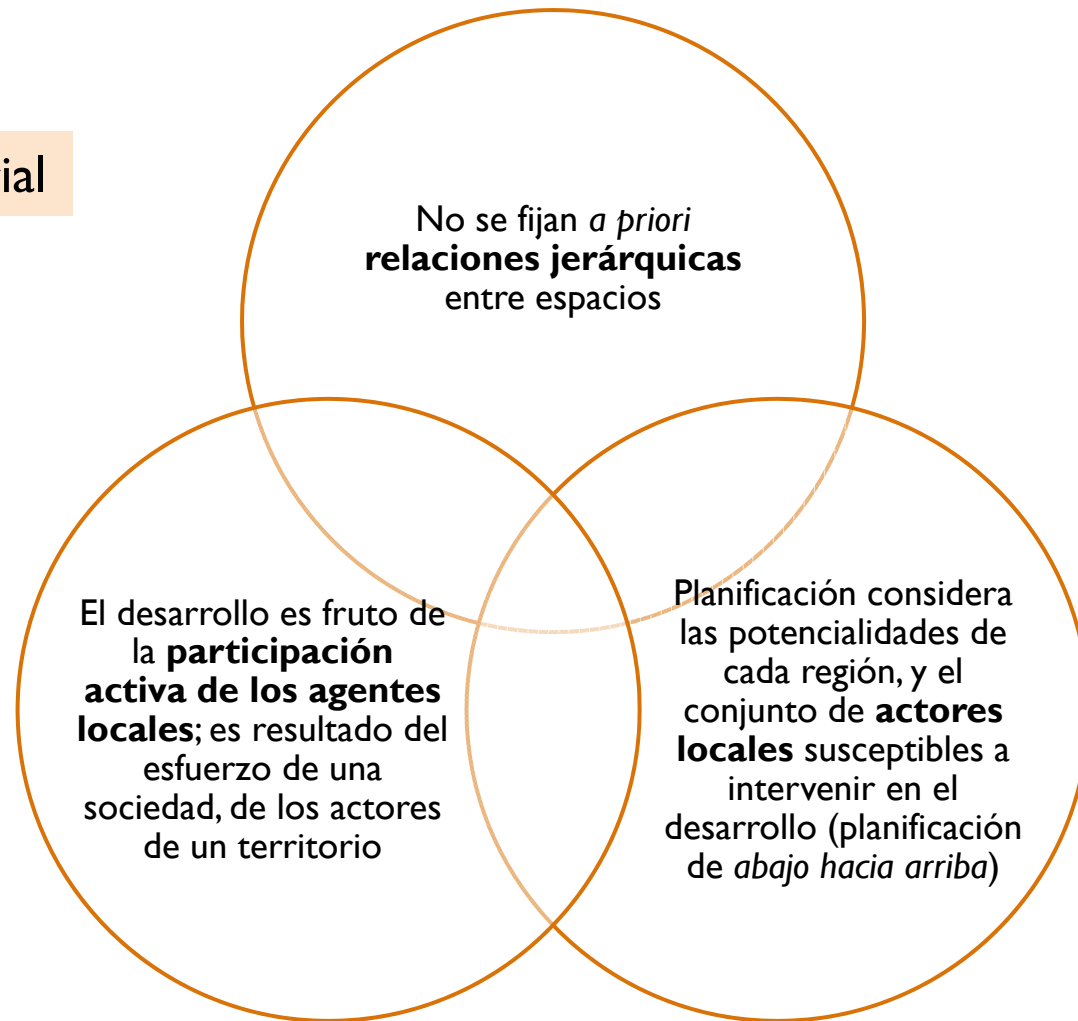 ial
No se fijan a priori
relaciones jerárquicas
entre espacios
El desarrollo es fruto de
la participación
activa de los agentes
locales; es resultado del
esfuerzo de una
sociedad, de los actores
de un territorio
Planificación considera
las potencialidades de
cada región, y el
conjunto de actores
locales susceptibles a
intervenir en el
desarrollo (planificación
de abajo hacia arriba)